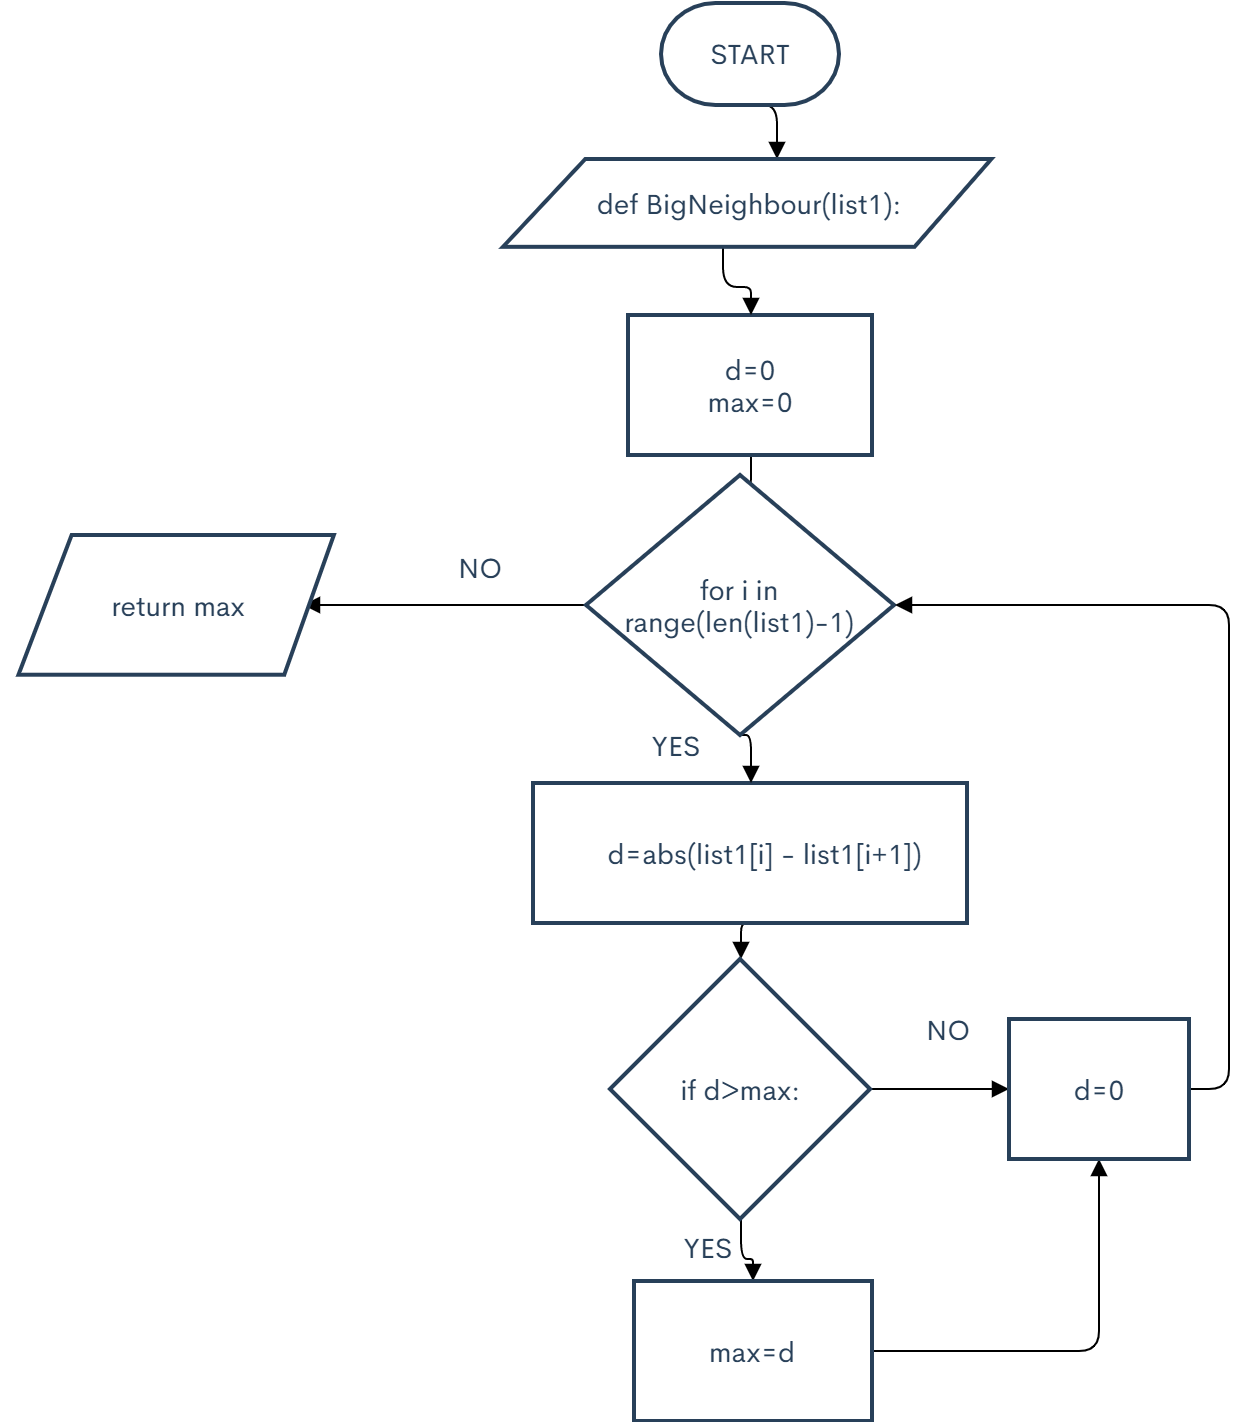 START
def BigNeighbour(list1):
d=0
max=0
for i in
range(len(list1)-1)
NO
return max
YES
d=abs(list1[i] - list1[i+1])
if d>max:
NO
d=0
YES
max=d